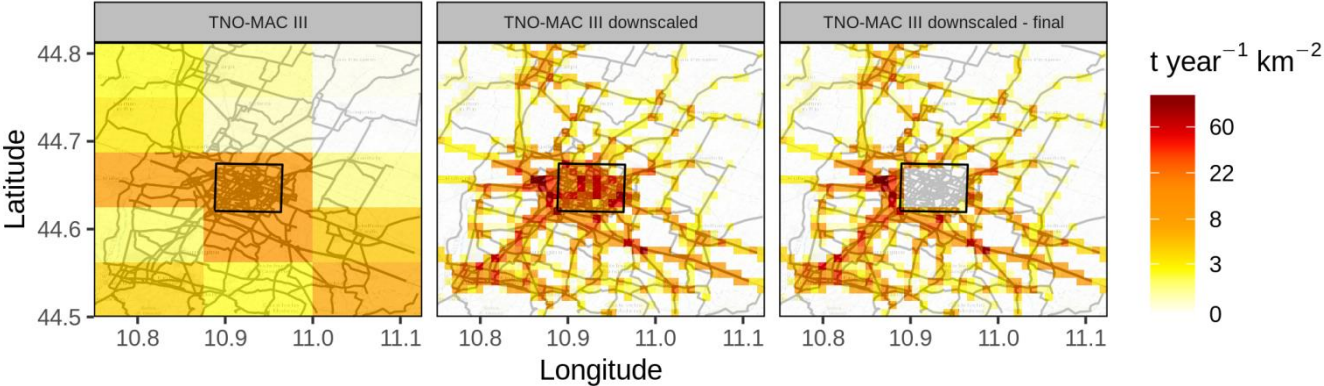 TNO-MAC III
TNO-MAC III downscaled
TNO-MAC III downscaled - final
t year⁻¹ km⁻²
60
22
8
3
0
Latitude
44.8
44.7
44.6
44.5
10.8 10.9 11.0 11.1
10.8 10.9 11.0 11.1
10.8 10.9 11.0 11.1
Longitude